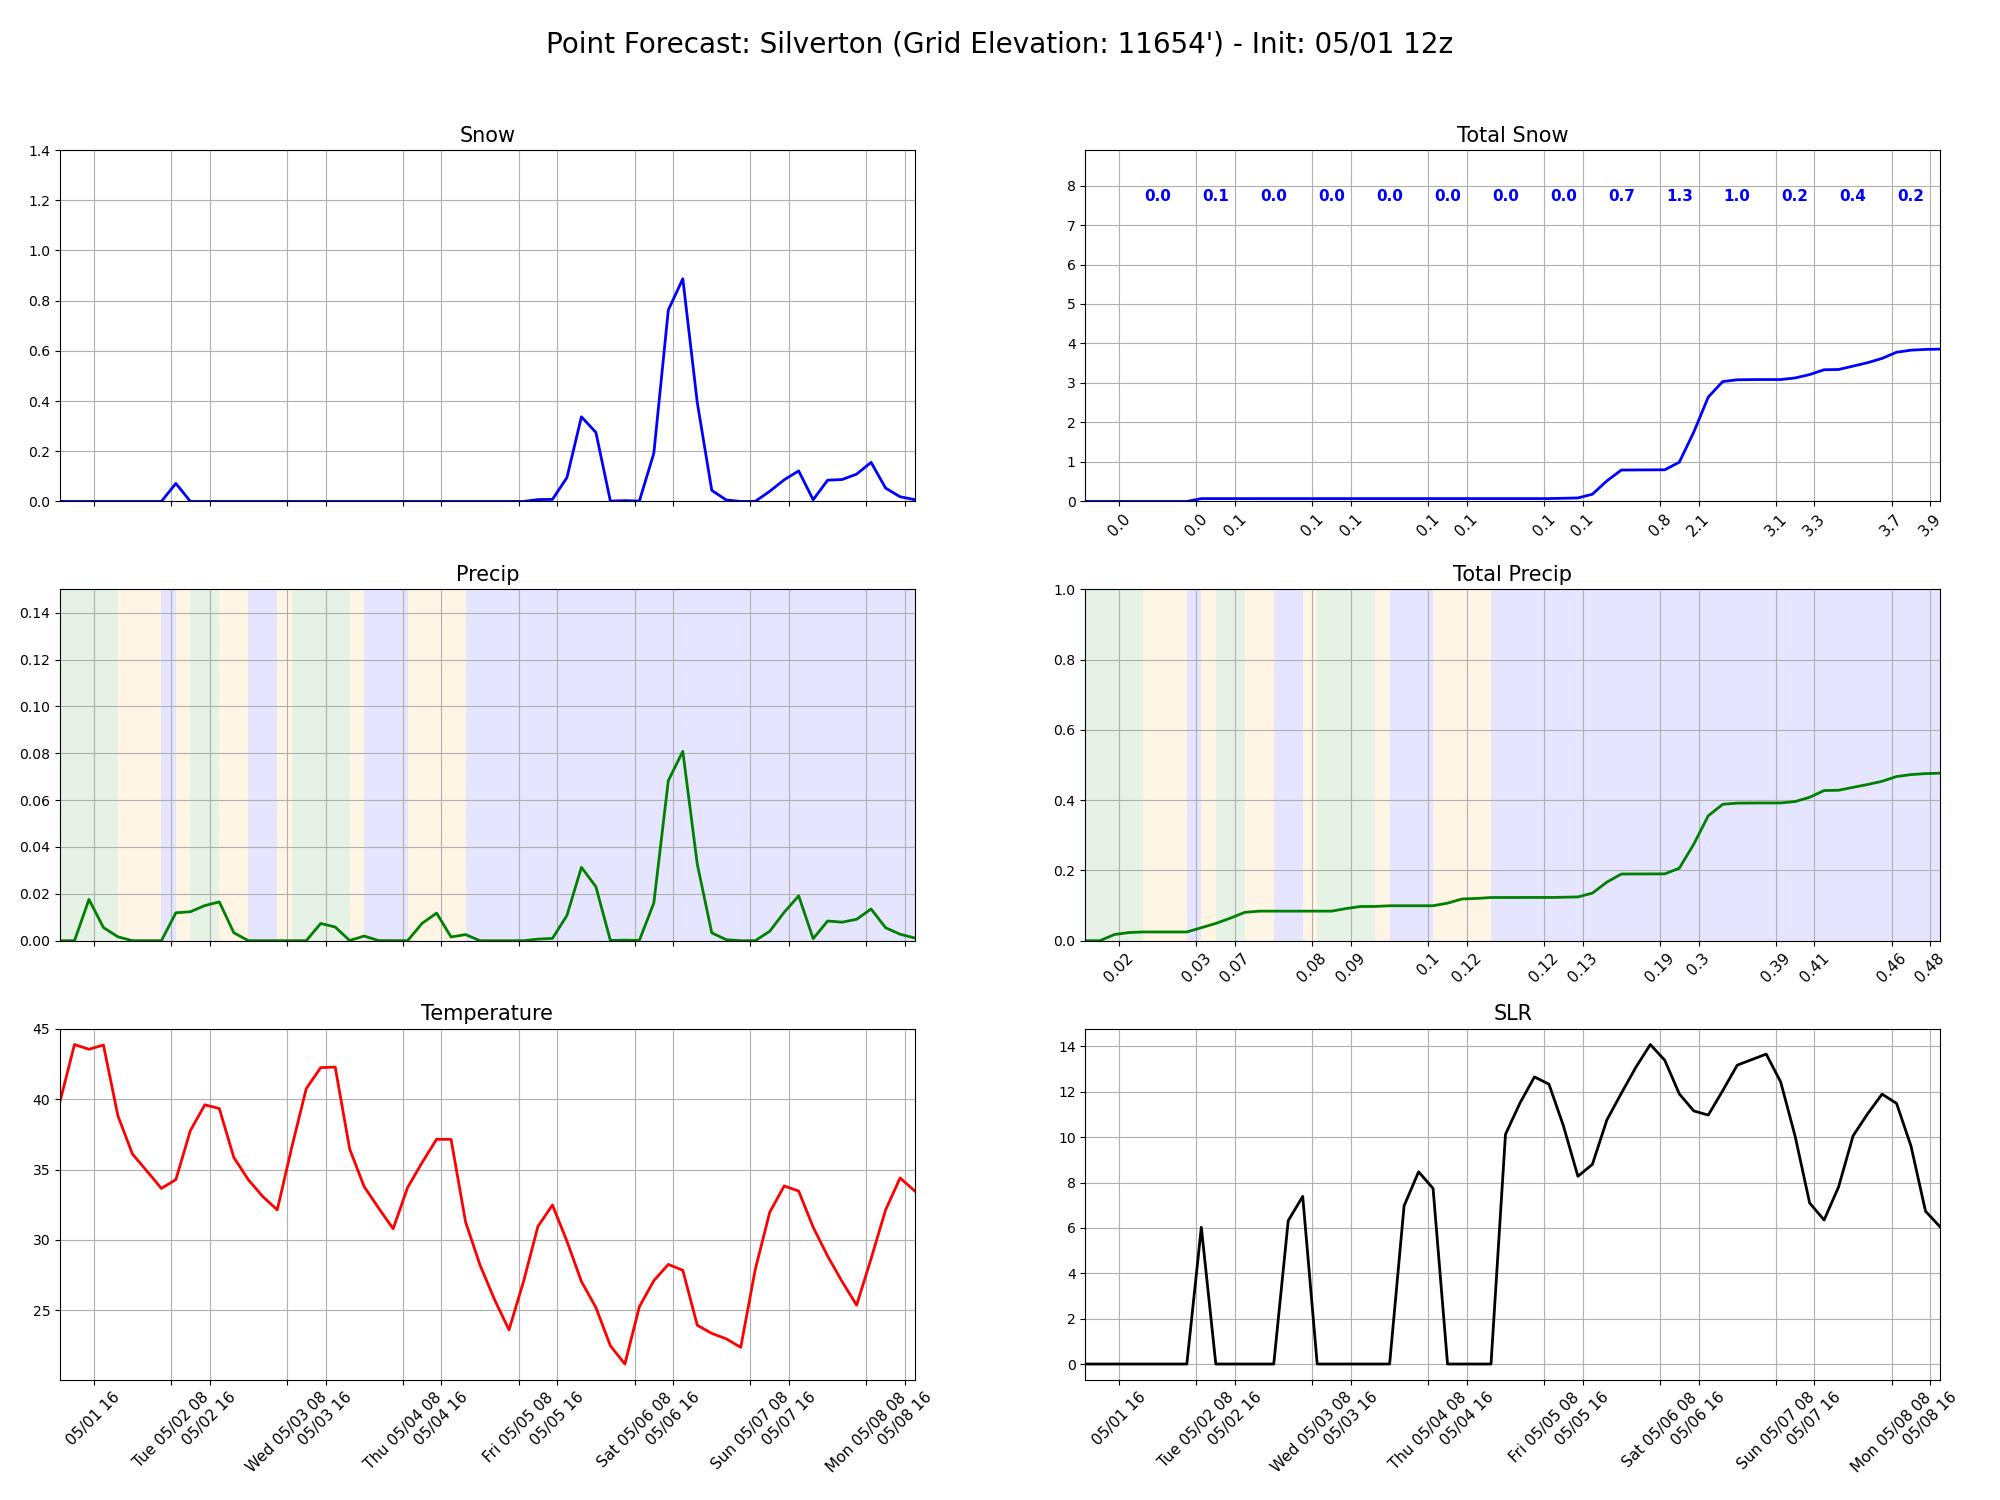 Point Forecast: Silverton (Grid Elevation: 11654') - Init: 05/01 12z
Snow
1.4
1.2
1.0
0.8
0.6
0.4
0.2
0.0
Total Snow
8
7
6
5
4
3
2
1
0
0.0 0.1 0.0 0.0 0.0 0.0 0.0 0.0 0.7 1.3 1.0 0.2 0.4 0.2
0.0 0.0 0.1 0.1 0.1 0.1 0.1 0.1 0.1 0.8 2.1 3.1 3.3 3.7 3.9
Precip
0.14
0.12
0.10
0.08
0.06
0.04
0.02
0.00
Total Precip
1.0
0.8
0.6
0.4
0.2
0.0
0.02 0.03 0.07 0.08 0.09 0.1 0.12 0.12 0.13 0.19 0.3 0.39 0.41 0.46 0.48
Temperature
45
40
35
30
25
05/01 16
Tue 05/02 08
05/02 16
Wed 05/03 08
05/03 16
Thu 05/04 08
05/04 16
Fri 05/05 08
05/05 16
Sat 05/06 08
05/06 16
Sun 05/07 08
05/07 16
Mon 05/08 08
05/08 16
SLR
14
12
10
8
6
4
2
0
05/01 16
Tue 05/02 08
05/02 16
Wed 05/03 08
05/03 16
Thu 05/04 08
05/04 16
Fri 05/05 08
05/05 16
Sat 05/06 08
05/06 16
Sun 05/07 08
05/07 16
Mon 05/08 08
05/08 16